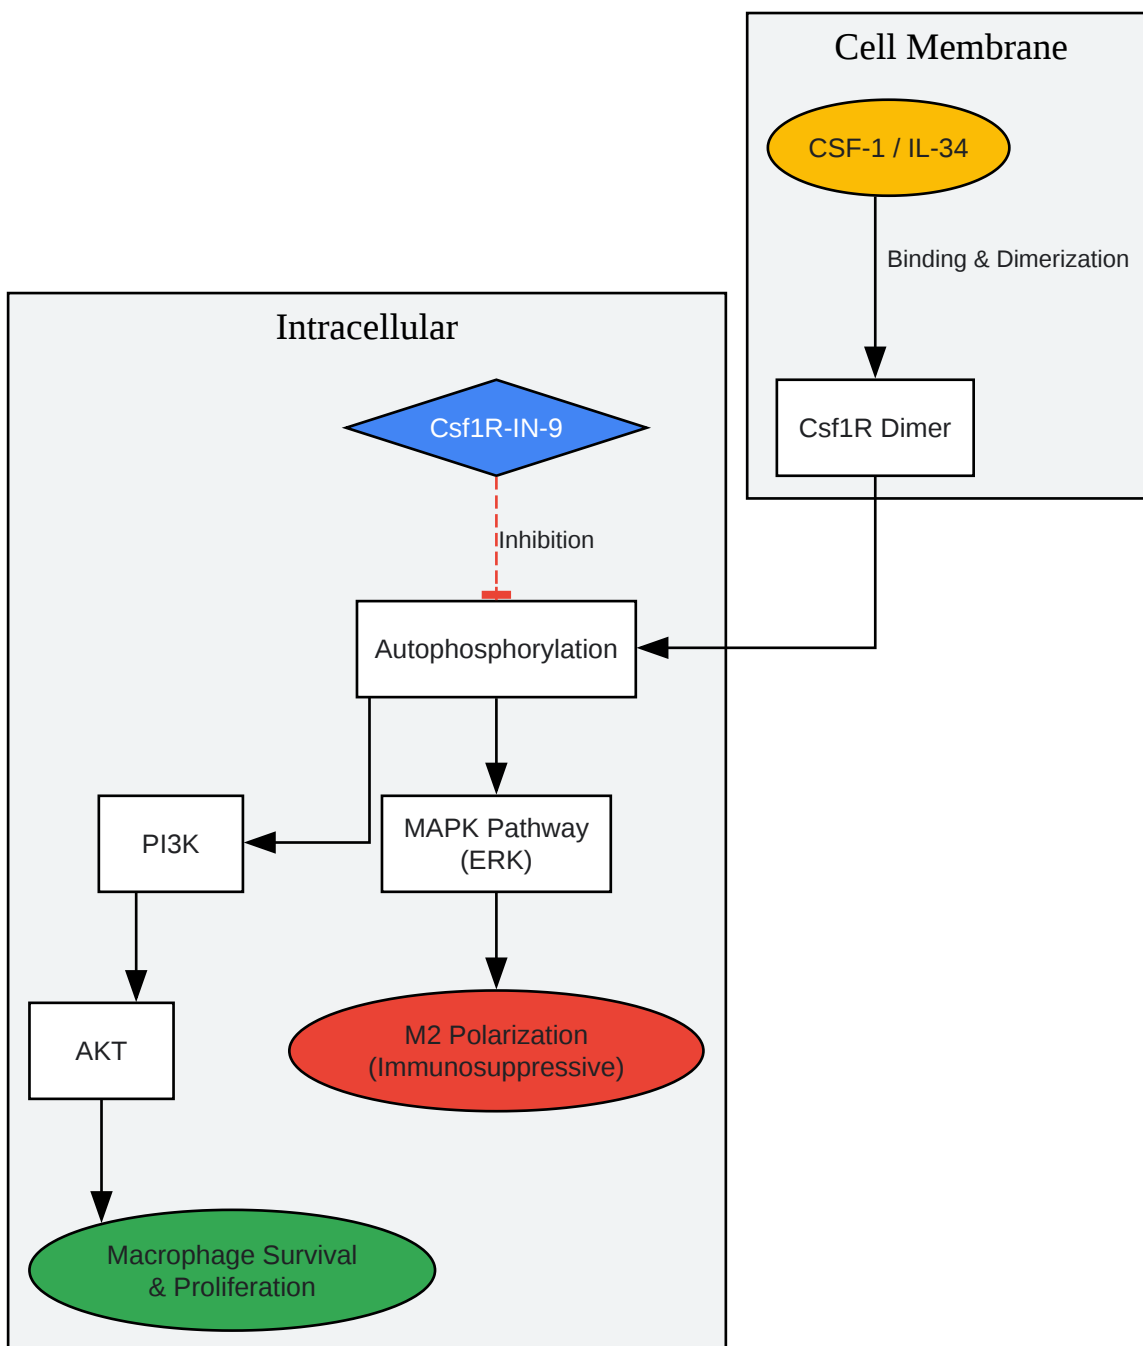 Cell Membrane
CSF-1 / IL-34
Binding & Dimerization
Csf1R Dimer
Intracellular
Csf1R-IN-9
Inhibition
Autophosphorylation
PI3K
MAPK Pathway
(ERK)
AKT
M2 Polarization
(Immunosuppressive)
Macrophage Survival
& Proliferation